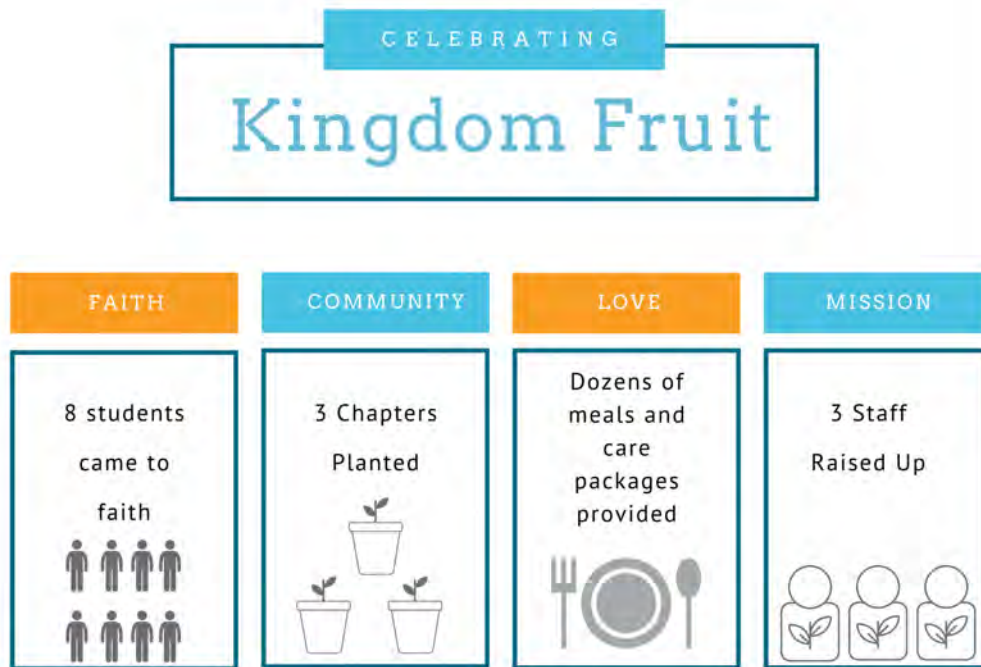 CELEBRATING
Kingdom Fruit
FAITH
8 students
came to
faith
COMMUNITY
3 Chapters
Planted
LOVE
Dozens of
meals and
care
packages
provided
MISSION
3 Staff
Raised Up